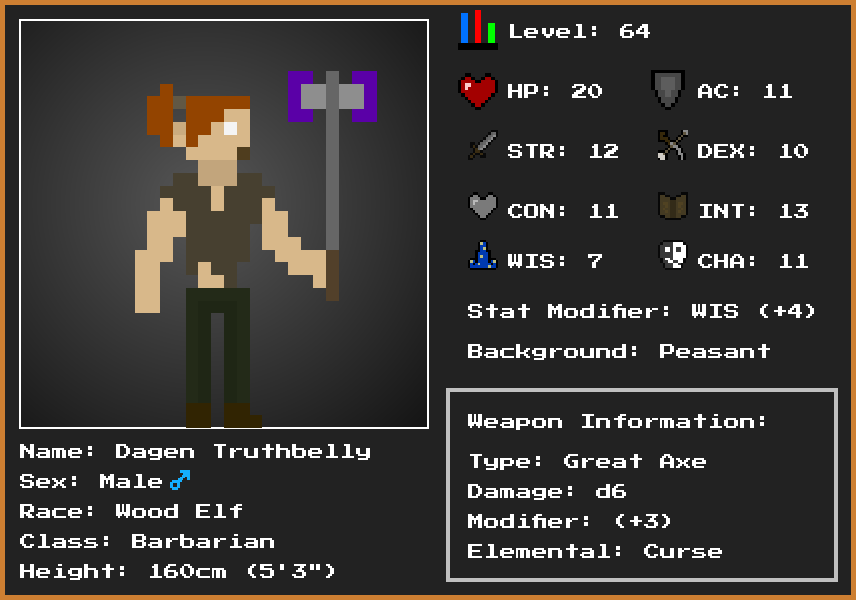 Level: 64
HP: 20
AC: 11
STR: 12
DEX: 10
CON: 11
INT: 13
WIS: 7
CHA: 11
Stat Modifier: WIS (+4)
Background: Peasant
Weapon Information:
Type: Great Axe
Damage: d6
Modifier: (+3)
Elemental: Curse
Name: Dagen Truthbelly
Sex: Male ♂
Race: Wood Elf
Class: Barbarian
Height: 160cm (5'3")